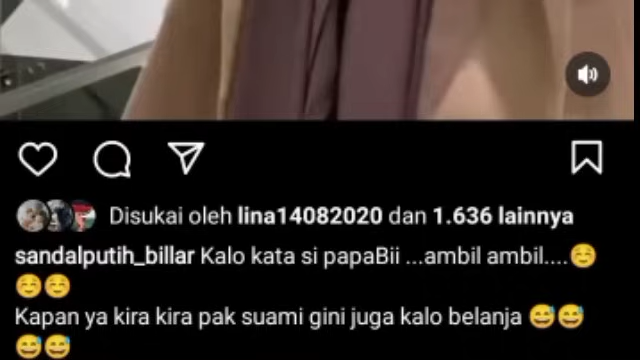 Disukai oleh lina14082020 dan 1.636 lainnya
sandalputih_billar Kalo kata si papaBii ...ambil ambil....☺️
☺️☺️
Kapan ya kira kira pak suami gini juga kalo belanja 😅😅
😅😅